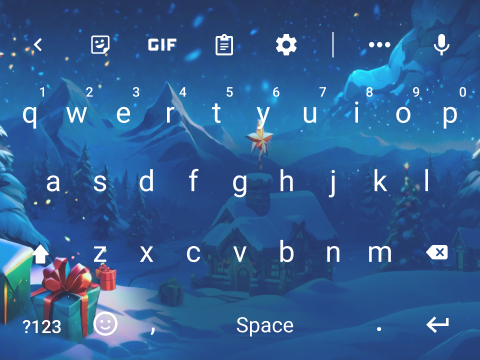 GIF
1 2 3 4 5 6 7 8 9 0
q w e r t y u i o p
a s d f g h j k l
z x c v b n m
?123 , Space .